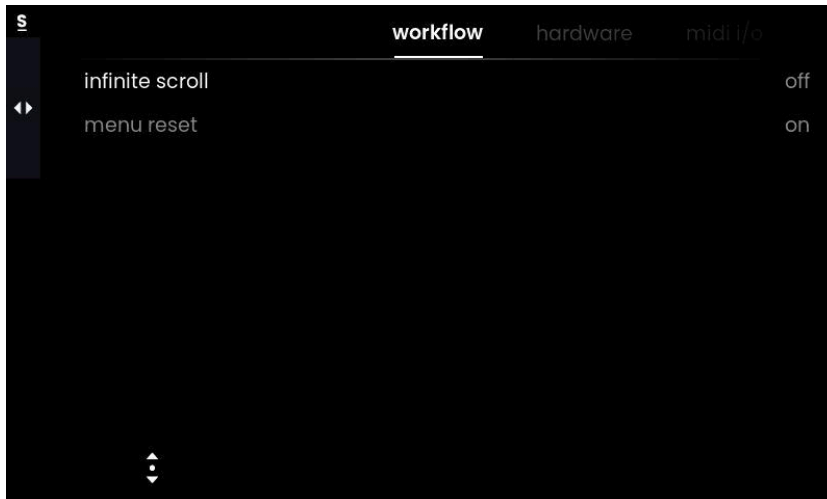 S
workflow hardware midi i/o
infinite scroll off
menu reset on